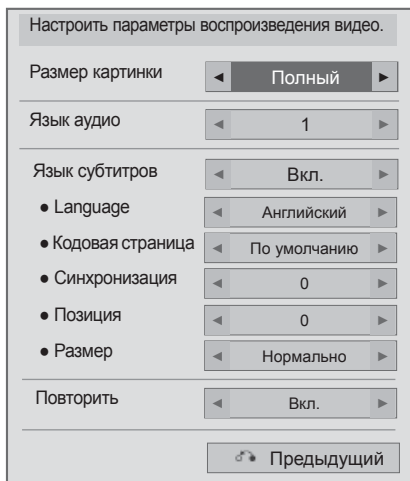 Настроить параметры воспроизведения видео.
Размер картинки ◄ Полный ►
Язык аудио ◄ 1 ►
Язык субтитров ◄ Вкл. ►
● Language ◄ Английский ►
● Кодовая страница ◄ По умолчанию ►
● Синхронизация ◄ 0 ►
● Позиция ◄ 0 ►
● Размер ◄ Нормально ►
Повторить ◄ Вкл. ►
Предыдущий